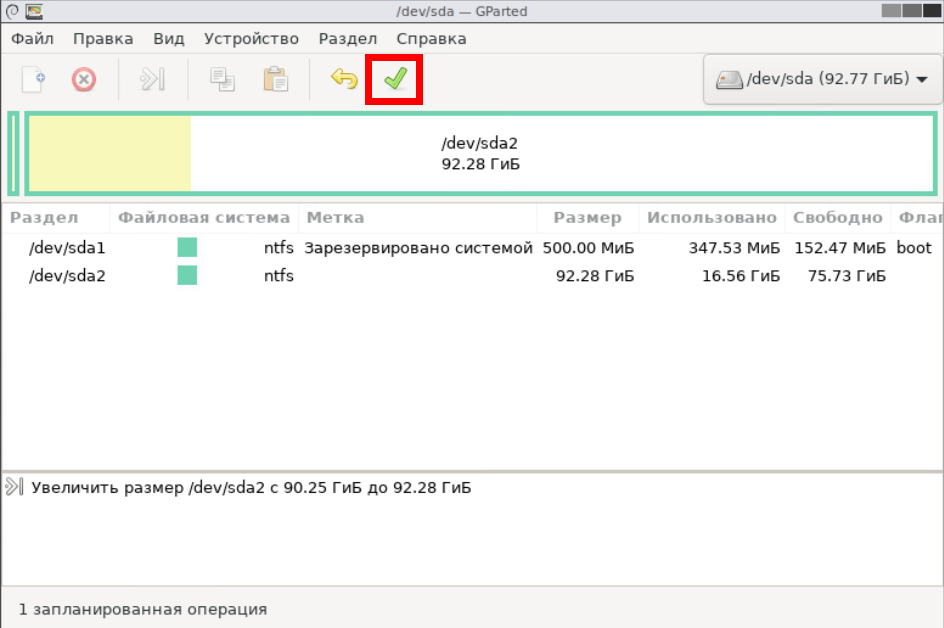 /dev/sda — GParted
Файл Правка Вид Устройство Раздел Справка
/dev/sda (92.77 ГиБ)
/dev/sda2
92.28 ГиБ
Раздел Файловая система Метка Размер Использовано Свободно Флаг
/dev/sda1 ntfs Зарезервировано системой 500.00 МиБ 347.53 МиБ 152.47 МиБ boot
/dev/sda2 ntfs 92.28 ГиБ 16.56 ГиБ 75.73 ГиБ
Увеличить размер /dev/sda2 с 90.25 ГиБ до 92.28 ГиБ
1 запланированная операция